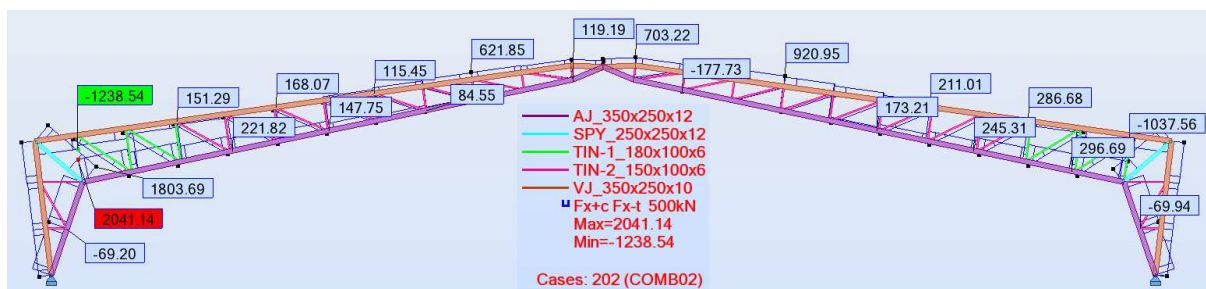 119.19
703.22
621.85
920.95
115.45
-177.73
168.07
211.01
-1238.54
151.29
84.55
286.68
147.75
173.21
AJ_350x250x12
-1037.56
221.82
SPY_250x250x12
245.31
TIN-1_180x100x6
296.69
TIN-2_150x100x6
1803.69
VJ_350x250x10
Fx+c Fx-t 500kN
-69.94
2041.14
Max=2041.14
Min=-1238.54
-69.20
Cases: 202 (COMB02)